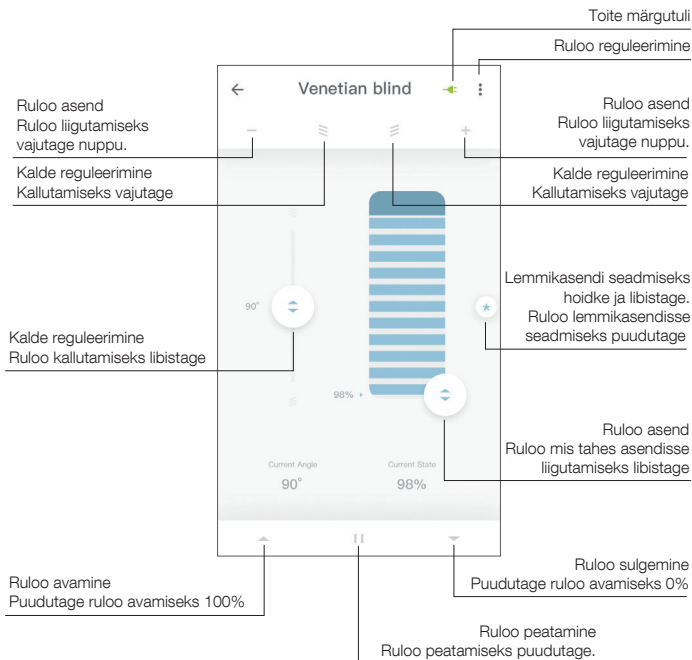 Toite märgutuli
Ruloo reguleerimine
Venetian blind
Ruloo asend
Ruloo liigutamiseks
vajutage nuppu.
Ruloo asend
Ruloo liigutamiseks
vajutage nuppu.
Kalde reguleerimine
Kallutamiseks vajutage
Kalde reguleerimine
Kallutamiseks vajutage
Lemmikasendi seadmiseks
hoidke ja libistage.
Ruloo lemmikasendisse
seadmiseks puudutage
90°
Kalde reguleerimine
Ruloo kallutamiseks libistage
98%
Ruloo asend
Ruloo mis tahes asendisse
liigutamiseks libistage
Current Angle
90°
Current State
98%
Ruloo avamine
Puudutage ruloo avamiseks 100%
Ruloo sulgemine
Puudutage ruloo avamiseks 0%
Ruloo peatamine
Ruloo peatamiseks puudutage.